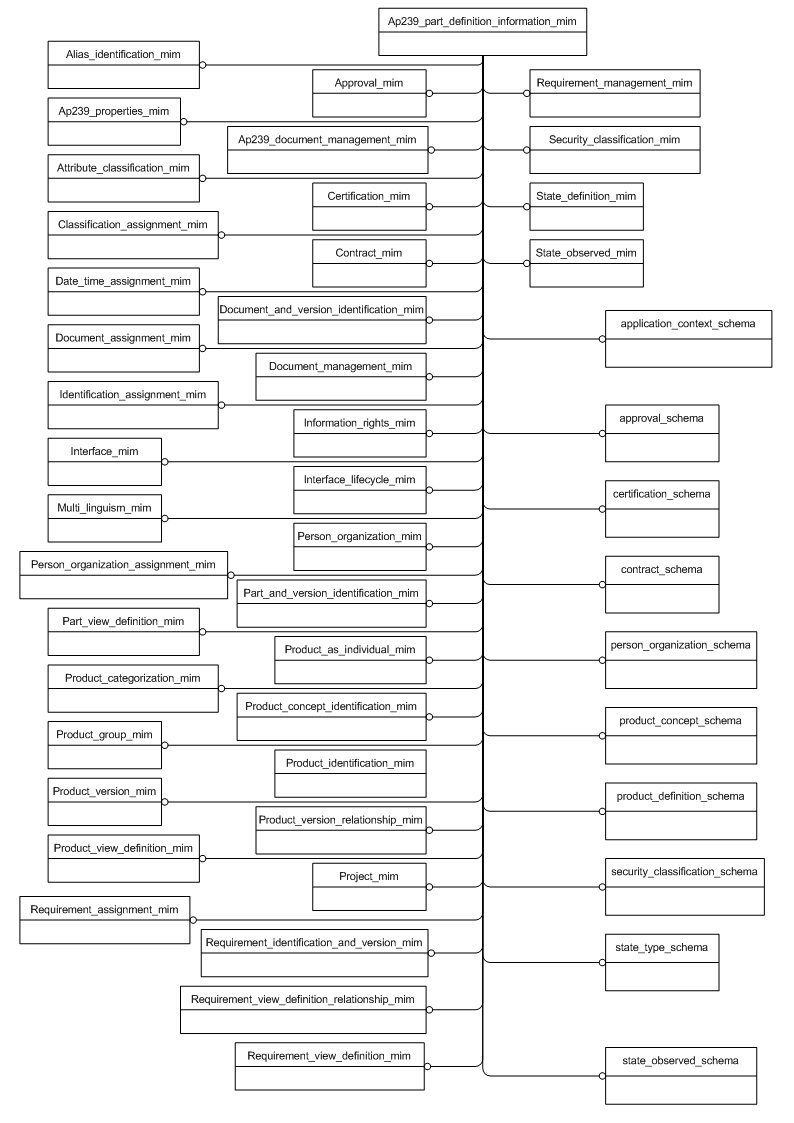 Ap239_part_definition_information_mim
Alias_identification_mim
Approval_mim
Requirement_management_mim
Ap239_properties_mim
Ap239_document_management_mim
Security_classification_mim
Attribute_classification_mim
Certification_mim
State_definition_mim
Classification_assignment_mim
Contract_mim
State_observed_mim
Date_time_assignment_mim
Document_and_version_identification_mim
application_context_schema
Document_assignment_mim
Document_management_mim
Identification_assignment_mim
Information_rights_mim
approval_schema
Interface_mim
Interface_lifecycle_mim
certification_schema
Multi_linguism_mim
Person_organization_mim
Person_organization_assignment_mim
contract_schema
Part_and_version_identification_mim
Part_view_definition_mim
Product_as_individual_mim
person_organization_schema
Product_categorization_mim
Product_concept_identification_mim
product_concept_schema
Product_group_mim
Product_identification_mim
Product_version_mim
product_definition_schema
Product_version_relationship_mim
Product_view_definition_mim
Project_mim
security_classification_schema
Requirement_assignment_mim
Requirement_identification_and_version_mim
state_type_schema
Requirement_view_definition_relationship_mim
Requirement_view_definition_mim
state_observed_schema